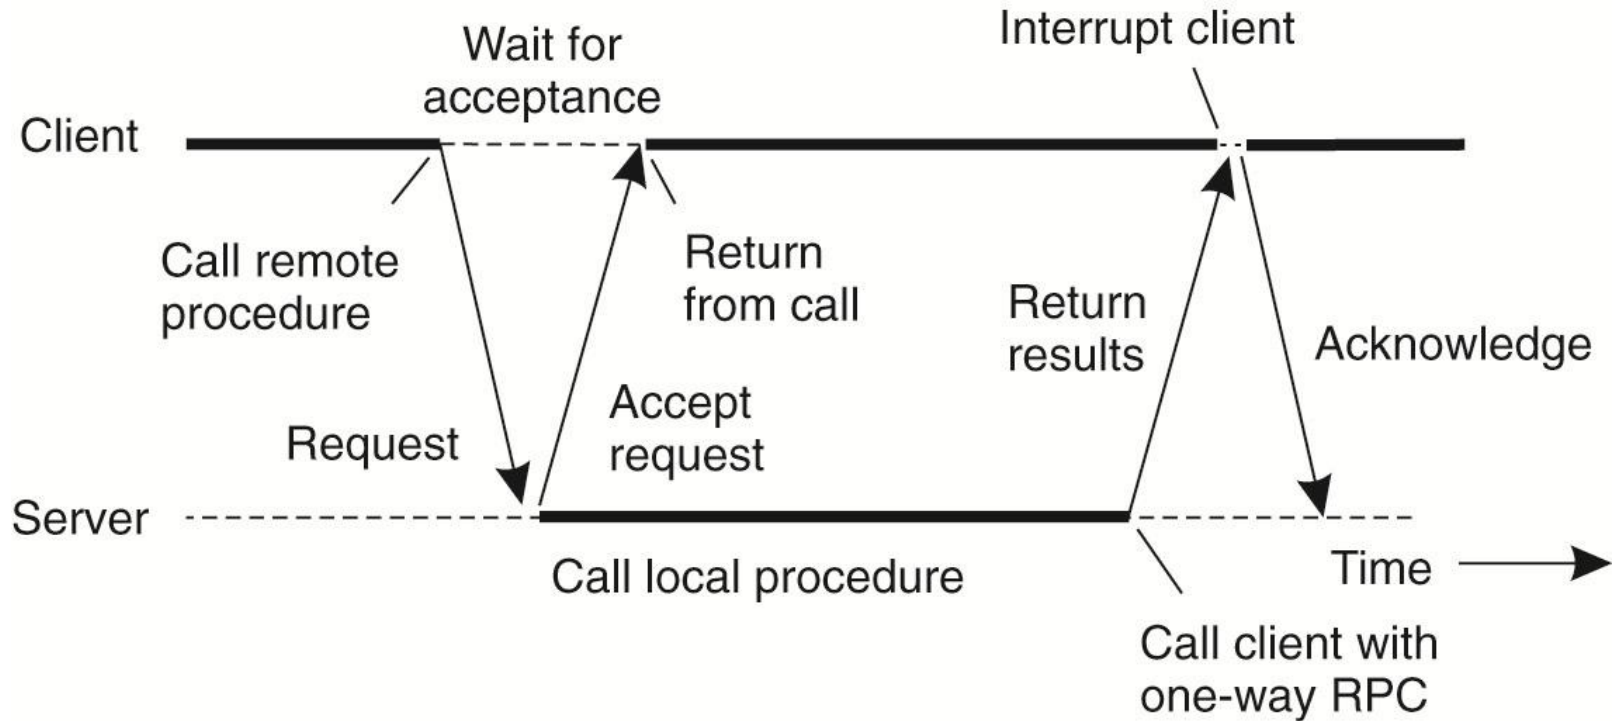 Interrupt client
Wait for
acceptance
Client
Call remote
procedure
Return
from call
Return
results
Acknowledge
Accept
request
Request
Server
Call local procedure
Time
Call client with
one-way RPC